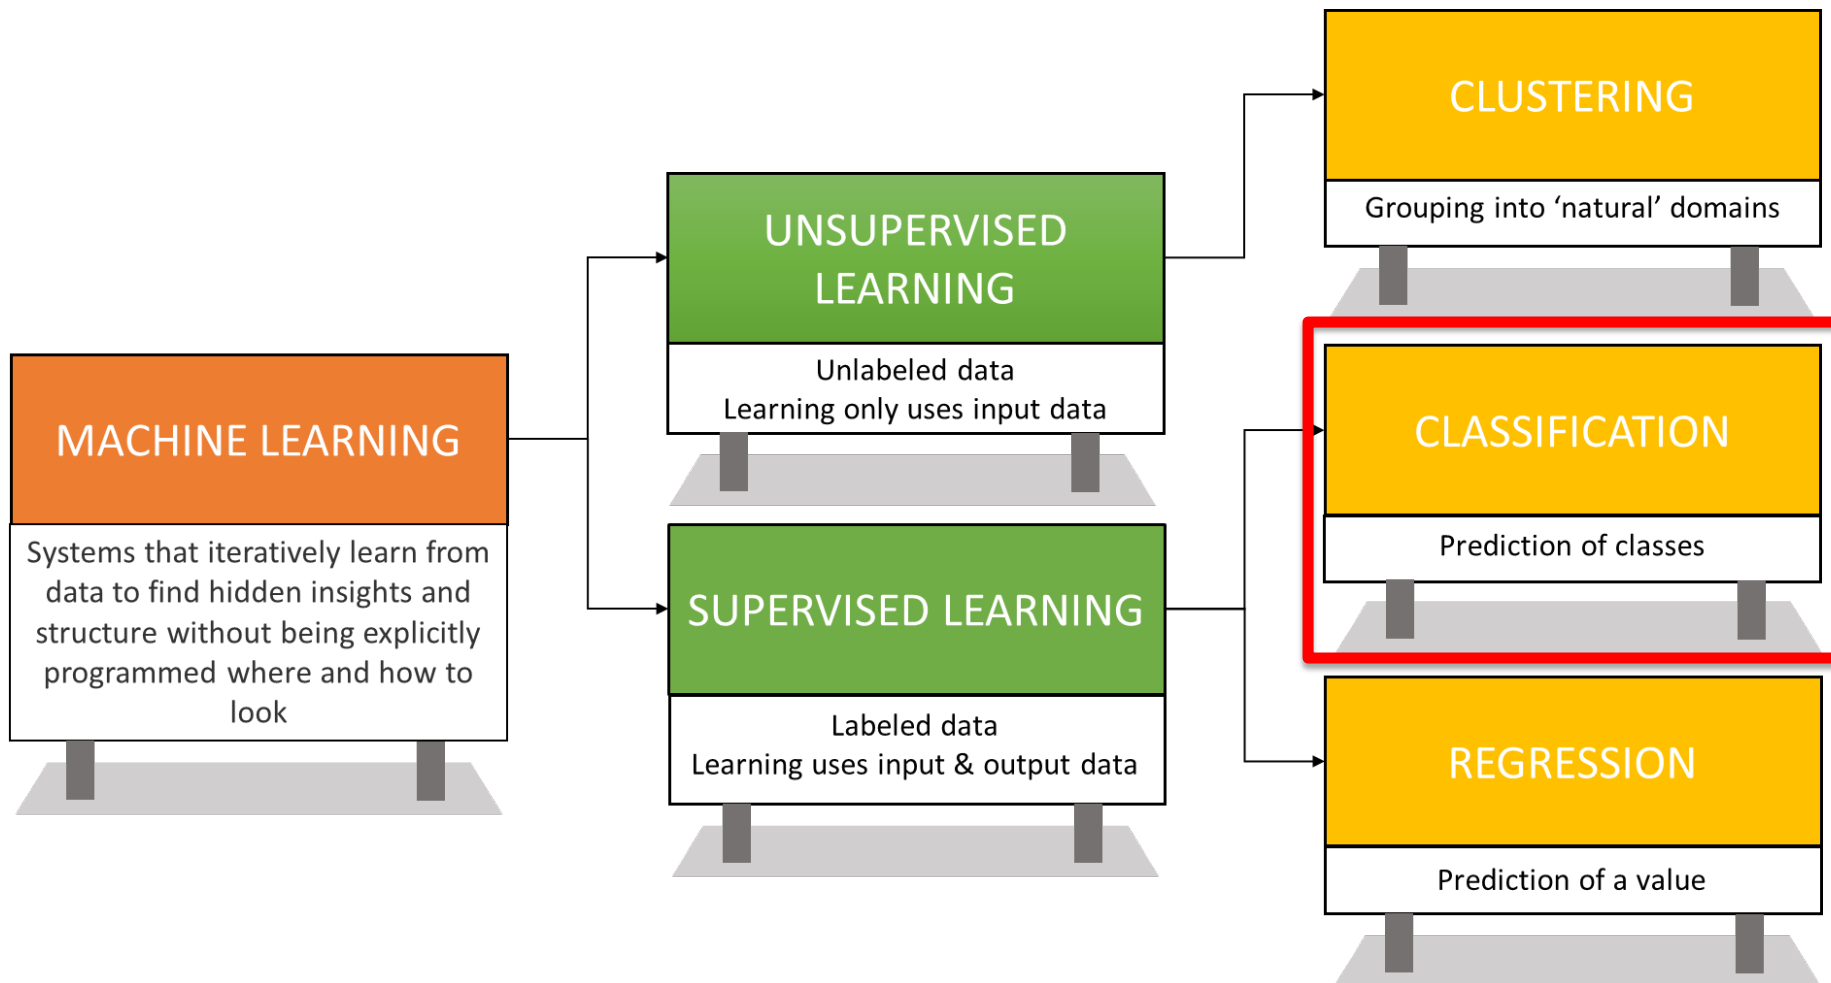 MACHINE LEARNING
Systems that iteratively learn from
data to find hidden insights and
structure without being explicitly
programmed where and how to
look
UNSUPERVISED
LEARNING
Unlabeled data
Learning only uses input data
SUPERVISED LEARNING
Labeled data
Learning uses input & output data
CLUSTERING
Grouping into ‘natural’ domains
CLASSIFICATION
Prediction of classes
REGRESSION
Prediction of a value